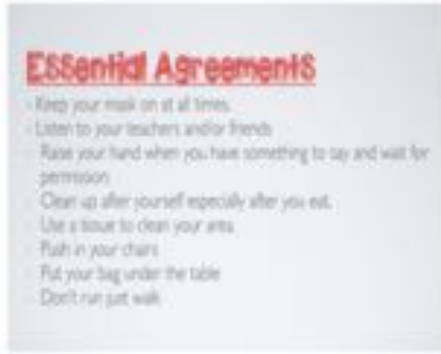 Essential Agreements
- Keep your mask on at all times.
- Listen to your teachers and/or friends
- Raise your hand when you have something to say and wait for
permission
- Clean up after yourself especially after you eat.
- Use a tissue to clean your area
- Push in your chairs
- Put your bag under the table
- Don't run just walk